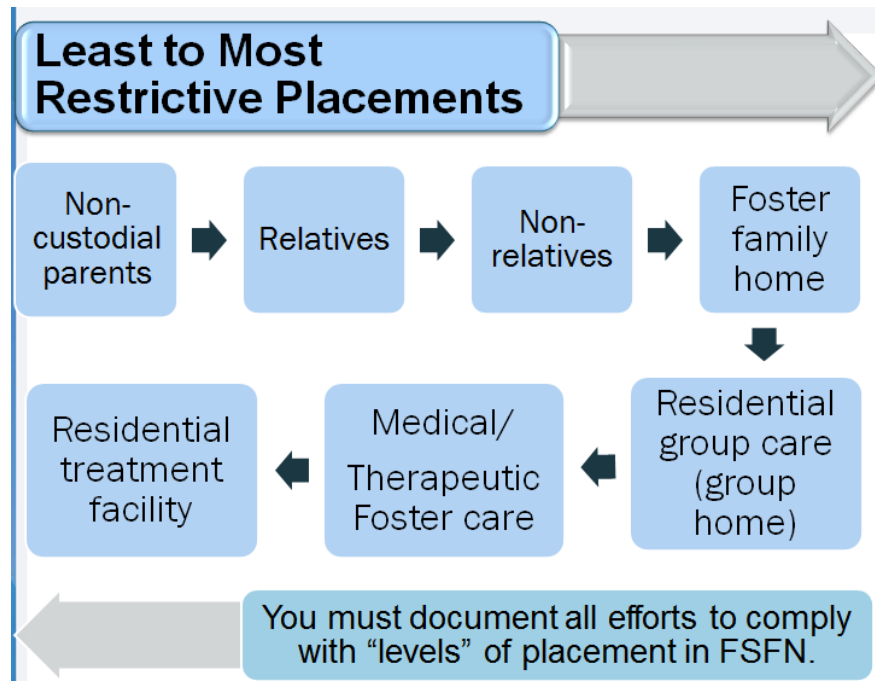 Least to Most
Restrictive Placements
Non-
custodial
parents
Relatives
Non-
relatives
Foster
family
home
Residential
group care
(group
home)
Medical/
Therapeutic
Foster care
Residential
treatment
facility
You must document all efforts to comply
with “levels” of placement in FSFN.